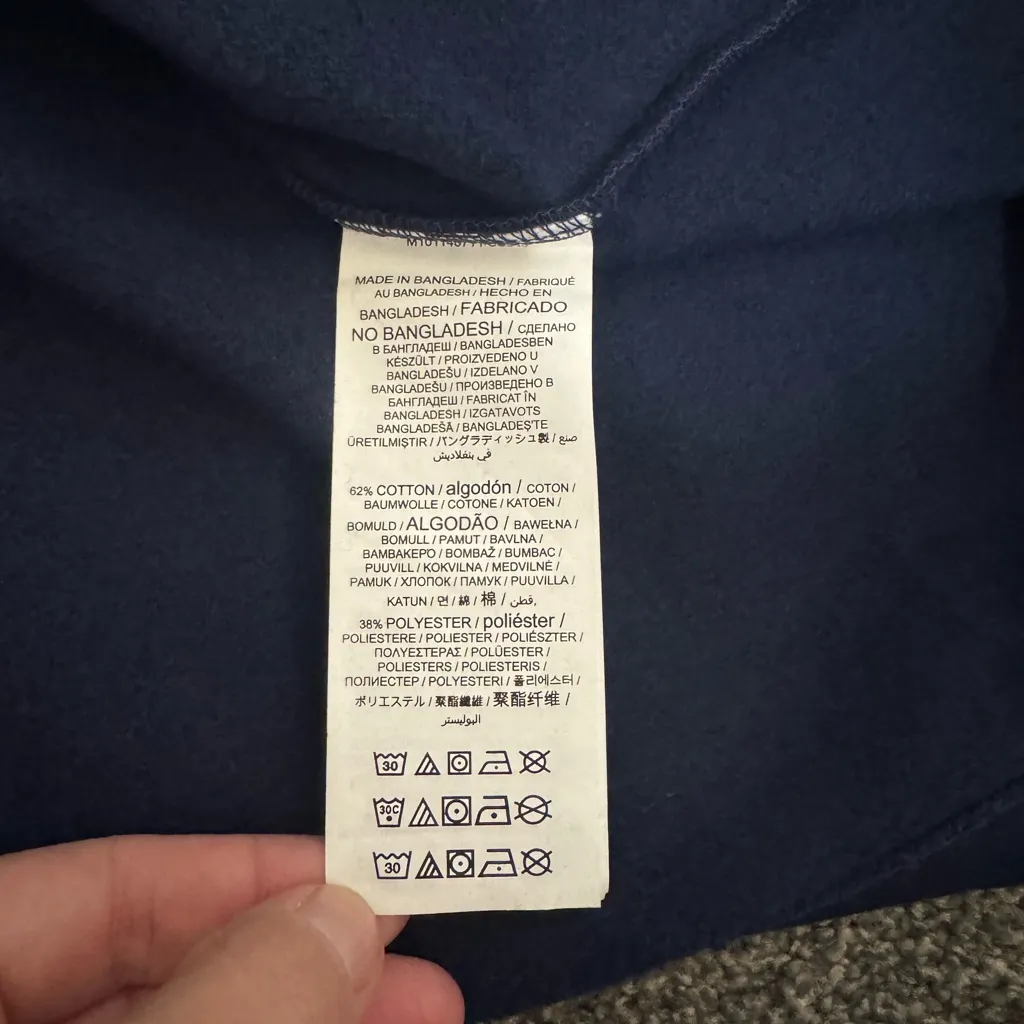 MADE IN BANGLADESH / FABRIQUÉ
AU BANGLADESH / HECHO EN
BANGLADESH / FABRICADO
NO BANGLADESH / СДЕЛАНО
В БАНГЛАДЕШ / BANGLADESBEN
KÉSZÜLT / PROIZVEDENO U
BANGLADEŠU / IZDELANO V
BANGLADEŠU / ПРОИЗВЕДЕНО В
БАНГЛАДЕШ / FABRICAT ÎN
BANGLADESH / IZGATAVOTS
BANGLADEŠĀ / BANGLADEŞ'TE
ÜRETILMIŞTIR / バングラディッシュ製 / صنع
في بنغلاديش
62% COTTON / algodón / COTON /
BAUMWOLLE / COTONE / KATOEN /
BOMULD / ALGODÃO / BAWEŁNA /
BOMULL / PAMUT / BAVLNA /
ΒΑΜΒΑΚΕΡΌ / BOMBAŽ / BUMBAC /
PUUVILL / KOKVILNA / MEDVILNĖ /
PAMUK / ХЛОПОК / ПАМУК / PUUVILLA /
KATUN / 면 / 綿 / 棉 / قطن,
38% POLYESTER / poliéster /
POLIESTERE / POLIESTER / POLIÉSZTER /
ΠΟΛΥΕΣΤΕΡΑΣ / POLÜESTER /
POLIESTERS / POLIESTERIS /
ПОЛИЕСТЕР / POLYESTERI / 폴리에스터 /
ポリエステル / 聚酯纖維 / 聚酯纤维 /
البوليستر
30
30C
30